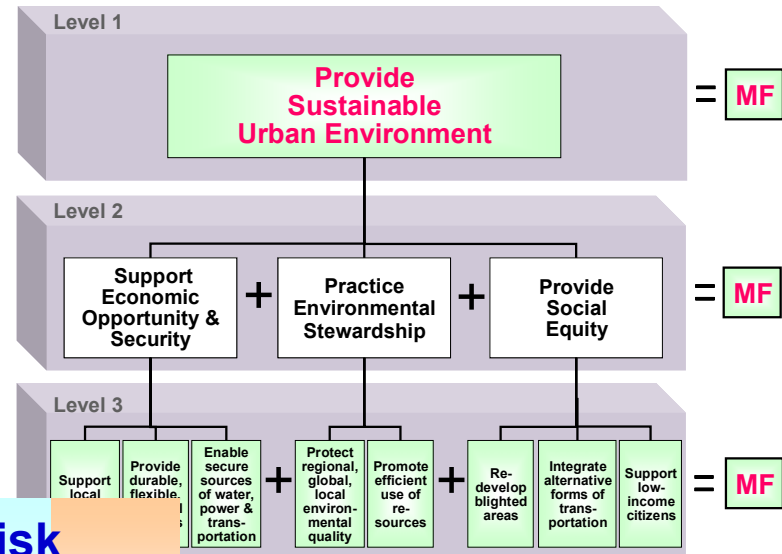 Level 1
Provide
Sustainable
Urban Environment
= MF
Level 2
Support
Economic
Opportunity &
Security
+
Practice
Environmental
Stewardship
+
Provide
Social
Equity
= MF
Level 3
Support
local
Provide
durable,
flexible,
Enable
secure
sources
of water,
power &
trans-
portation
+
Protect
regional,
global,
local
environ-
mental
quality
Promote
efficient
use of
re-
sources
+
Re-
develop
blighted
areas
Integrate
alternative
forms of
trans-
portation
Support
low-
income
citizens
= MF
isk